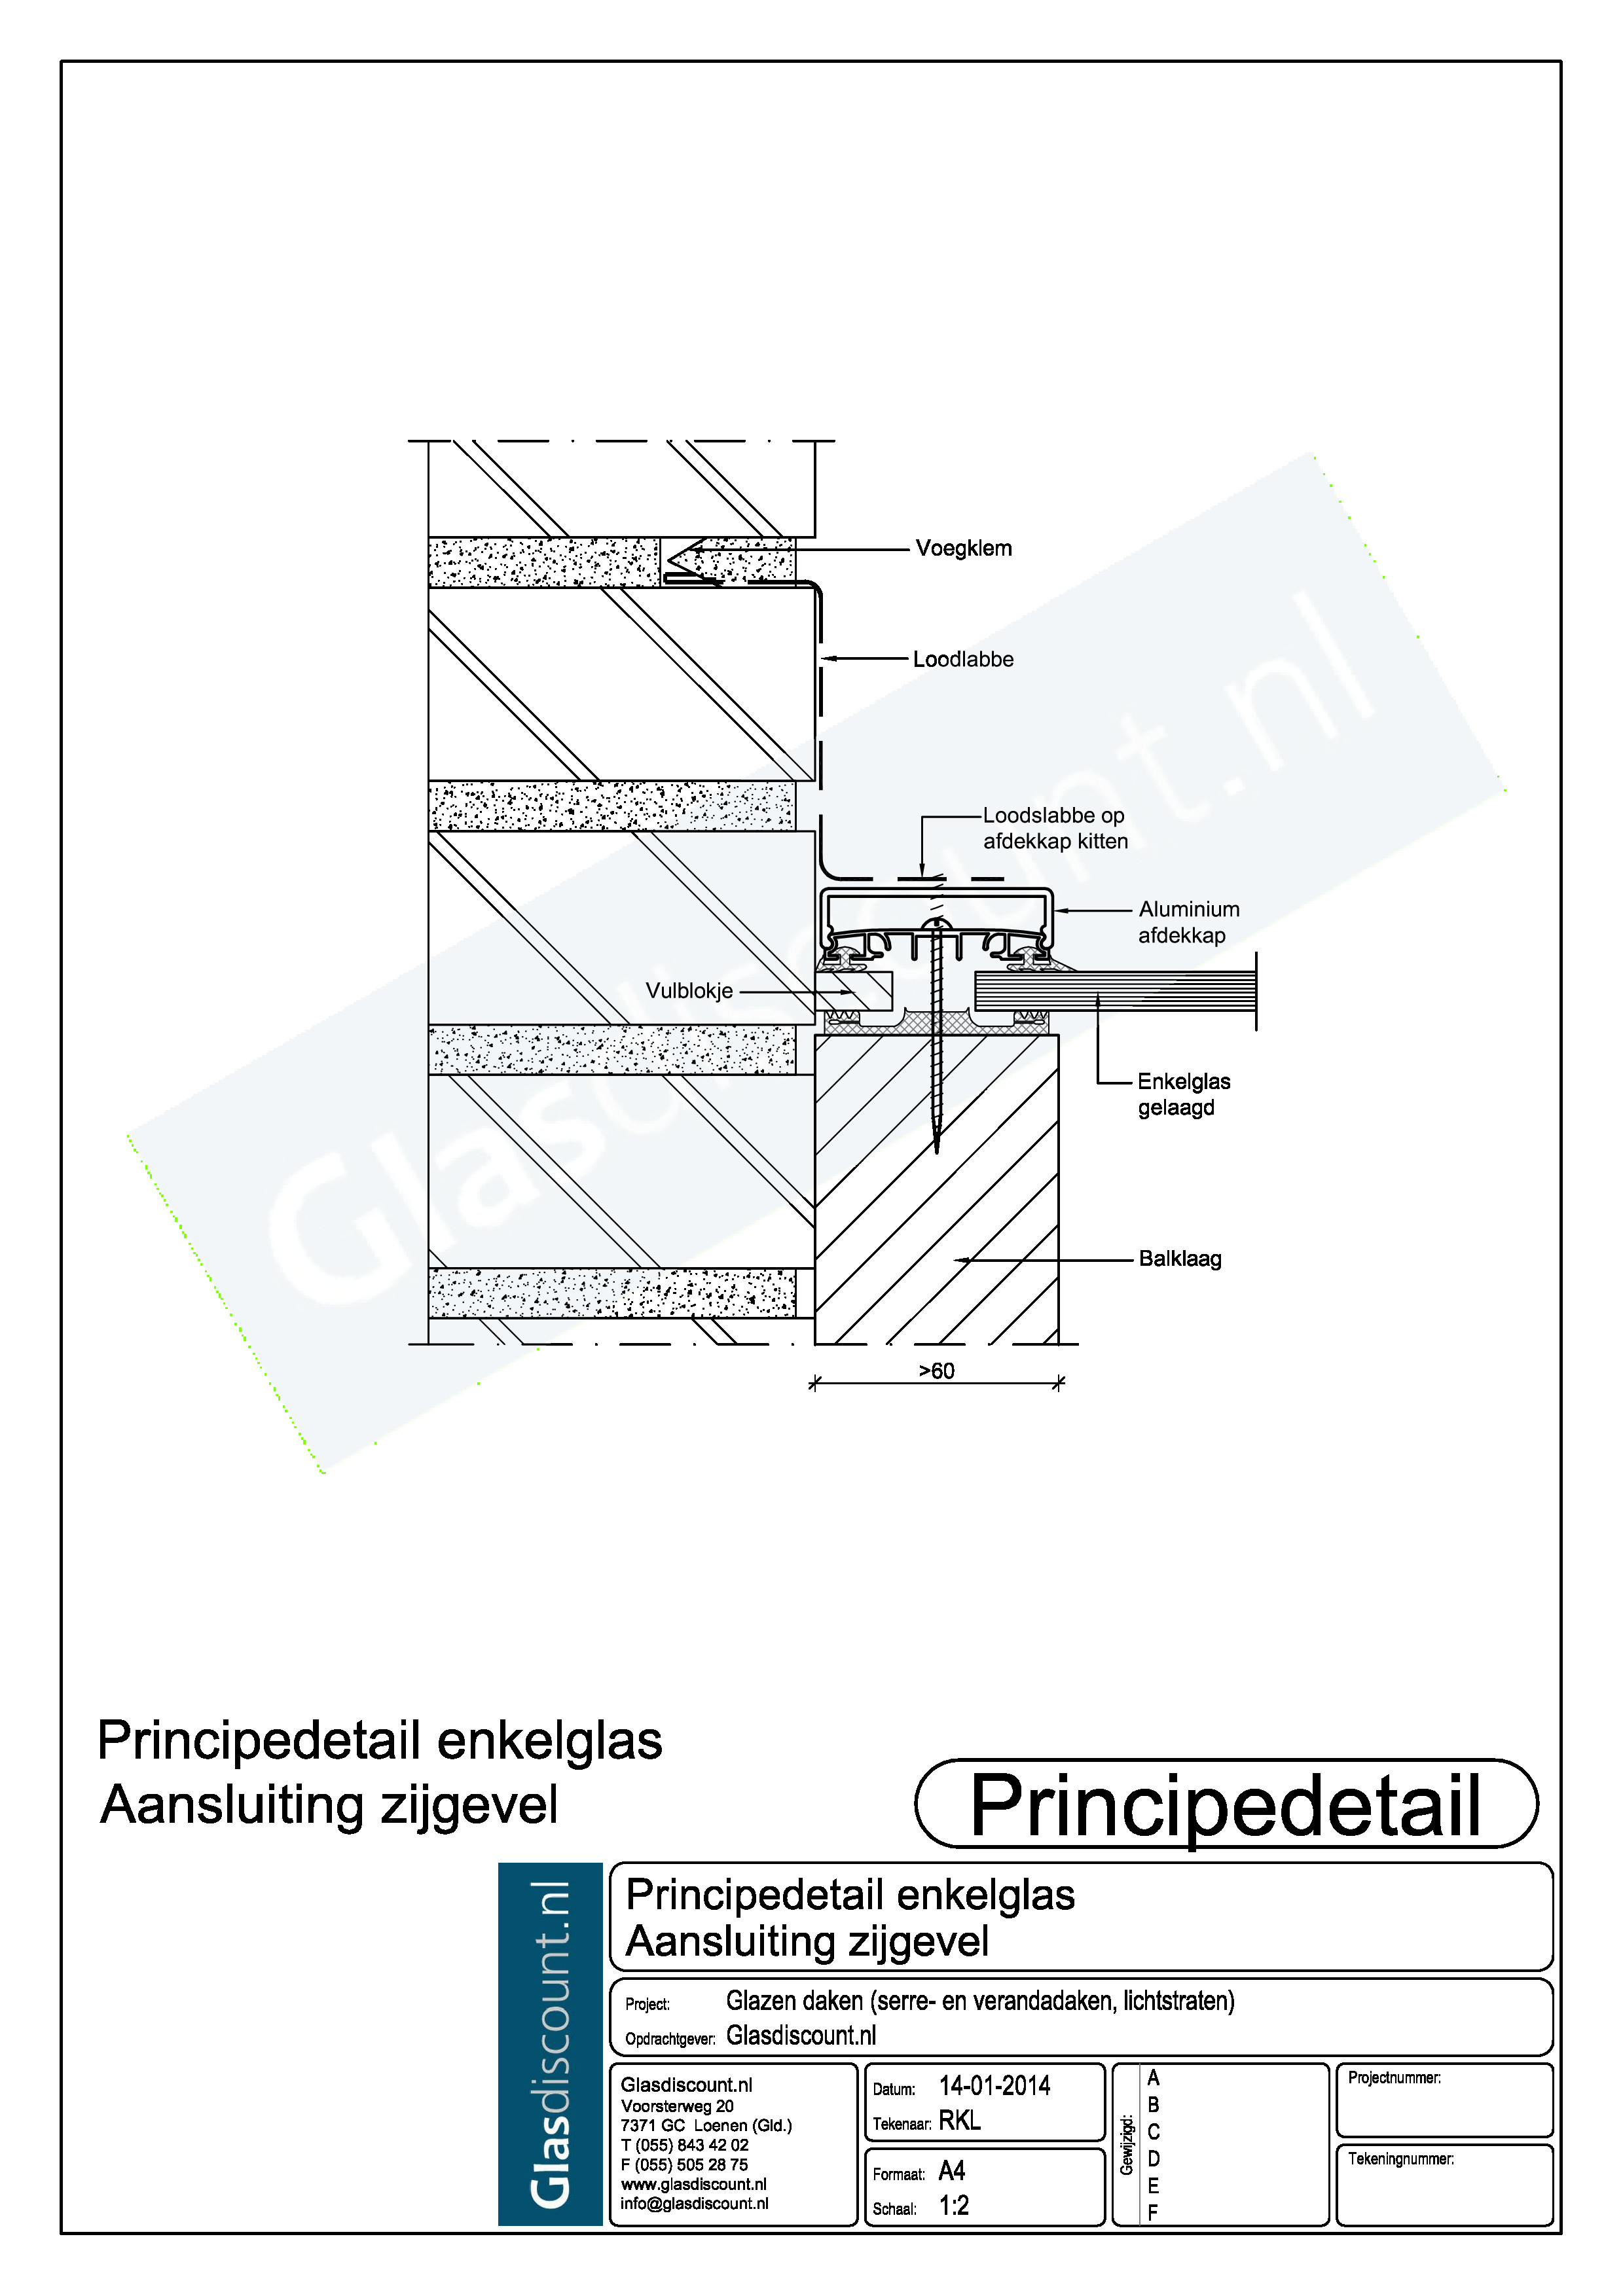 Voegklem
Loodlabbe
Loodslabbe op
afdekkap kitten
Aluminium
afdekkap
Vulblokje
Enkelglas
gelaagd
Balklaag
>60
Glasdiscount.nl
Principedetail enkelglas
Aansluiting zijgevel
Principedetail
Glasdiscount.nl
Principedetail enkelglas
Aansluiting zijgevel
Project: Glazen daken (serre- en verandadaken, lichtstraten)
Opdrachtgever: Glasdiscount.nl
Glasdiscount.nl
Voorsterweg 20
7371 GC Loenen (Gld.)
T (055) 843 42 02
F (055) 505 28 75
www.glasdiscount.nl
info@glasdiscount.nl
Datum: 14-01-2014
Tekenaar: RKL
Formaat: A4
Schaal: 1:2
Gewijzigd:
A
B
C
D
E
F
Projectnummer:
Tekeningnummer: